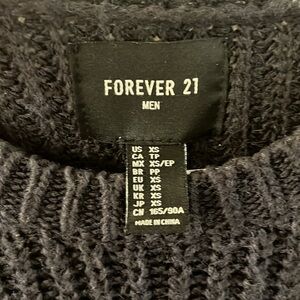 FOREVER 21
MEN
US XS
CA TP
MX XS/EP
BR PP
EU XS
UK XS
KR XS
JP XS
CN 165/90A
MADE IN CHINA